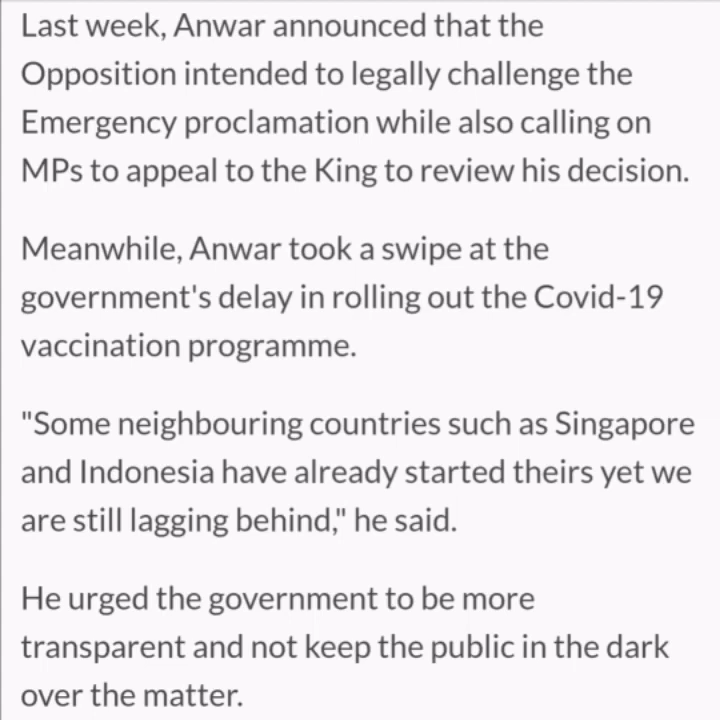 Last week, Anwar announced that the
Opposition intended to legally challenge the
Emergency proclamation while also calling on
MPs to appeal to the King to review his decision.
Meanwhile, Anwar took a swipe at the
government's delay in rolling out the Covid-19
vaccination programme.
"Some neighbouring countries such as Singapore
and Indonesia have already started theirs yet we
are still lagging behind," he said.
He urged the government to be more
transparent and not keep the public in the dark
over the matter.